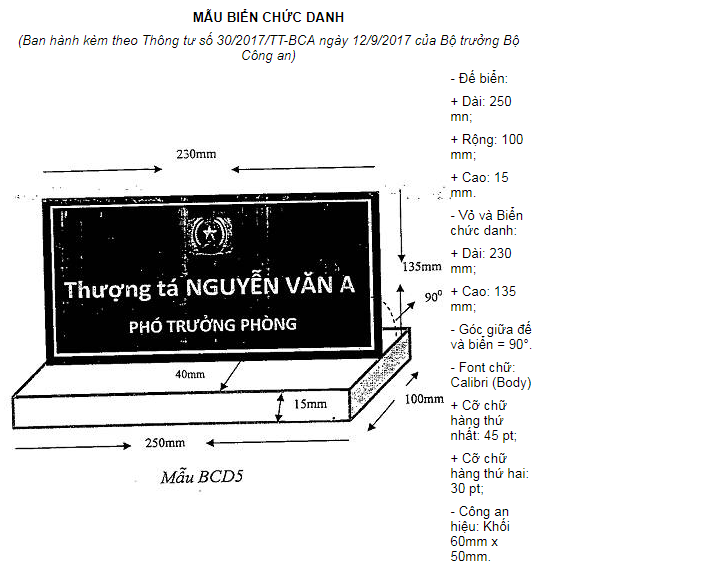 MẪU BIỂN CHỨC DANH
(Ban hành kèm theo Thông tư số 30/2017/TT-BCA ngày 12/9/2017 của Bộ trưởng Bộ
Công an)
- Đế biển:
+ Dài: 250
mn;
+ Rộng: 100
mm;
+ Cao: 15
mm.
- Vỏ và Biển
chức danh:
+ Dài: 230
mm;
+ Cao: 135
mm;
- Góc giữa đế
và biển = 90°.
- Font chữ:
Calibri (Body)
+ Cỡ chữ
hàng thứ
nhất: 45 pt;
+ Cỡ chữ
hàng thứ hai:
30 pt;
- Công an
hiệu: Khối
60mm x
50mm.
230mm
135mm
Thượng tá NGUYỄN VĂN A
90⁰
PHÓ TRƯỞNG PHÒNG
40mm
15mm
100mm
250mm
Mẫu BCD5